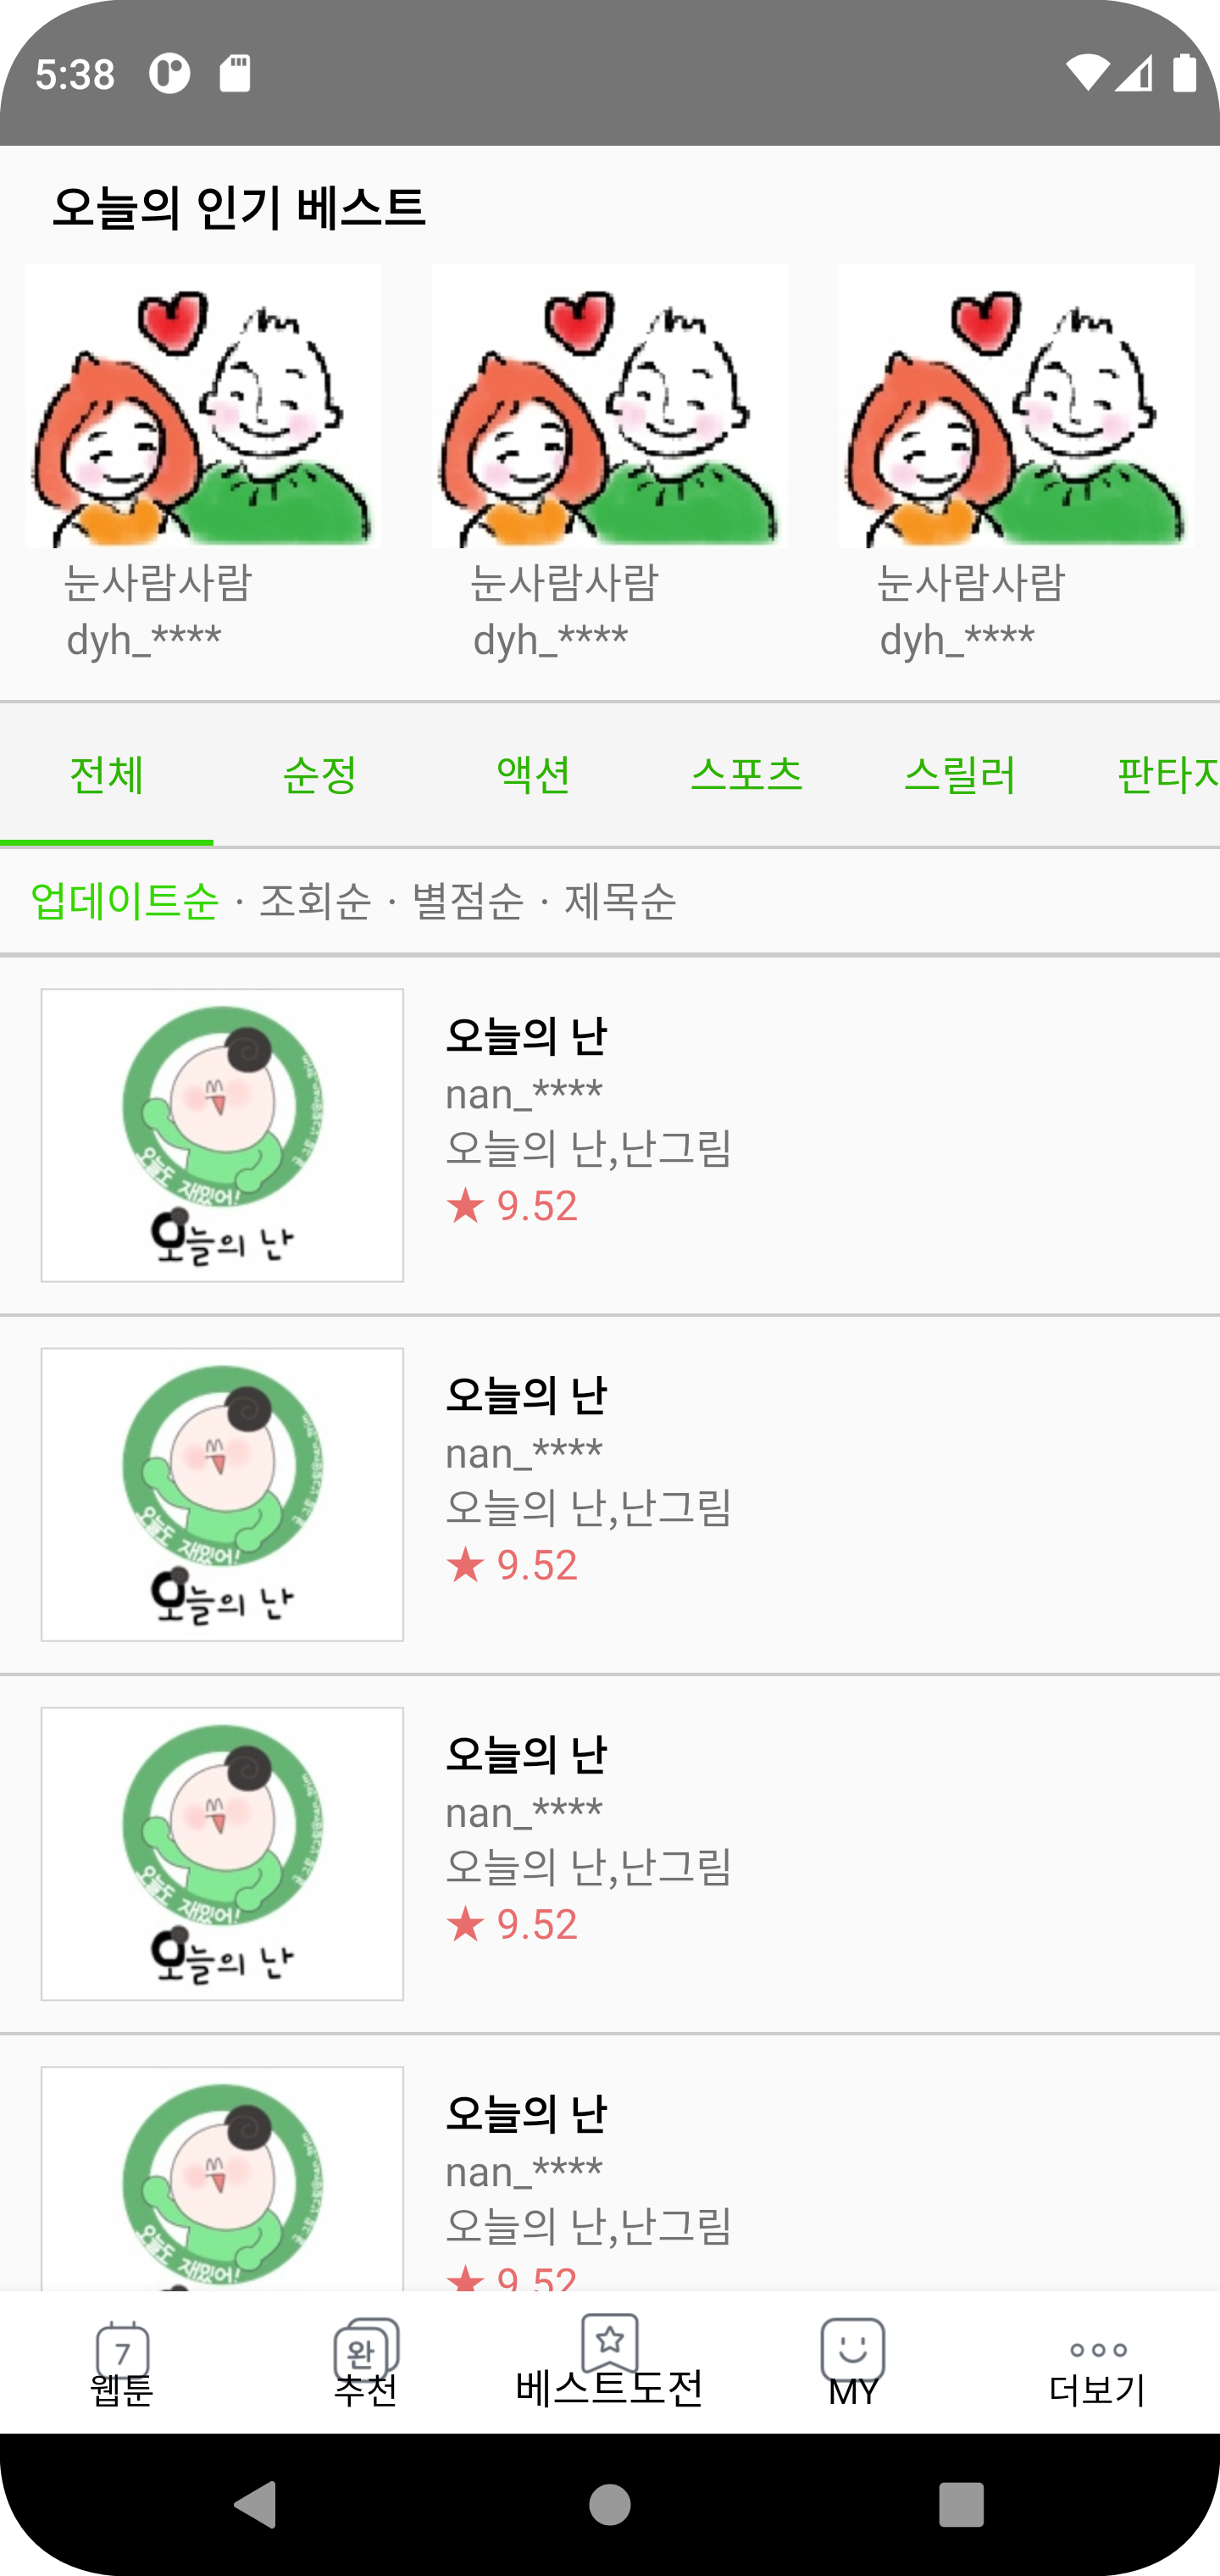 5:38
오늘의 인기 베스트
눈사람사람 눈사람사람 눈사람사람
dyh_**** dyh_**** dyh_****
전체 순정 액션 스포츠 스릴러 판타지
업데이트순 · 조회순 · 별점순 · 제목순
오늘의 난
nan_****
오늘의 난,난그림
★ 9.52
오늘도 재밌어!
오늘의 난
오늘의 난
nan_****
오늘의 난,난그림
★ 9.52
오늘도 재밌어!
오늘의 난
오늘의 난
nan_****
오늘의 난,난그림
★ 9.52
오늘도 재밌어!
오늘의 난
오늘의 난
nan_****
오늘의 난,난그림
★ 9.52
오늘도 재밌어!
7 완
웹툰 추천 베스트도전 MY 더보기